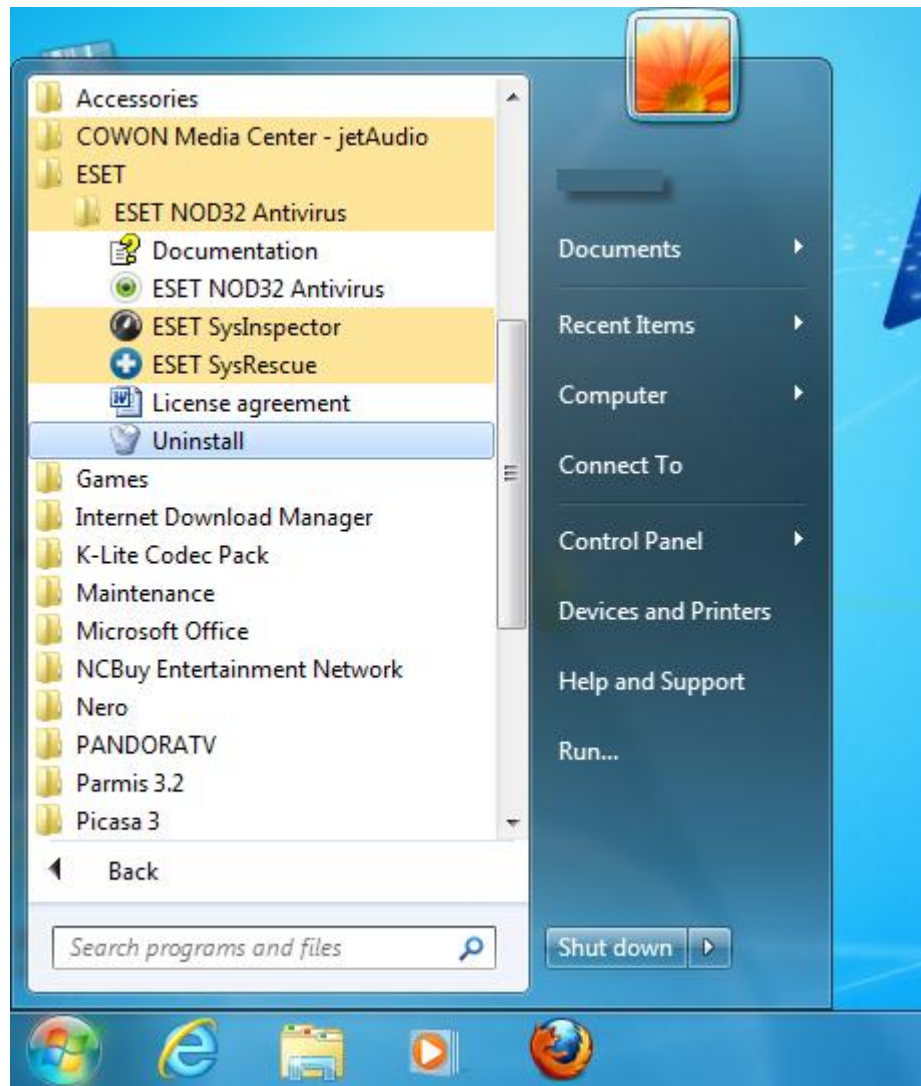 Accessories
COWON Media Center - jetAudio
ESET
ESET NOD32 Antivirus
Documentation
ESET NOD32 Antivirus
ESET SysInspector
ESET SysRescue
License agreement
Uninstall
Games
Internet Download Manager
K-Lite Codec Pack
Maintenance
Microsoft Office
NCBuy Entertainment Network
Nero
PANDORATV
Parmis 3.2
Picasa 3
Back
Search programs and files
Documents
Recent Items
Computer
Connect To
Control Panel
Devices and Printers
Help and Support
Run...
Shut down